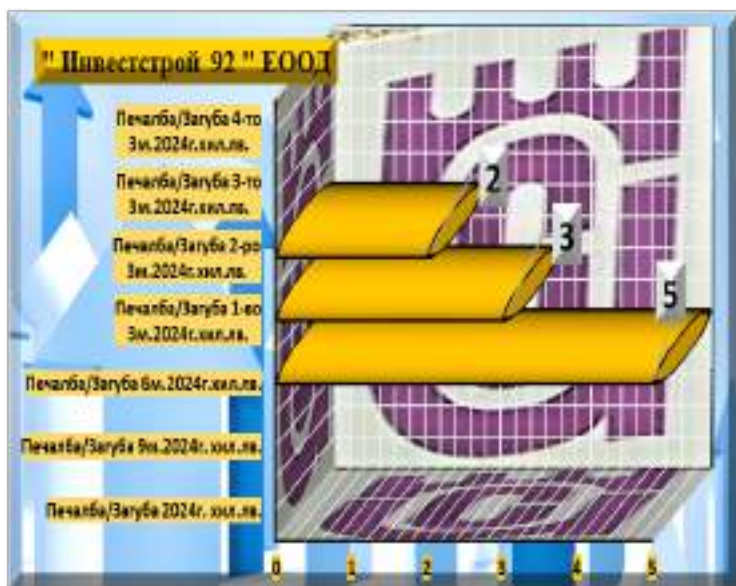 " Инвестстрой 92 " ЕООД
Печалба/Загуба 4-то
3м.2024г.хил.лв.
Печалба/Загуба 3-то
3м.2024г.хил.лв.
Печалба/Загуба 2-ро
3м.2024г.хил.лв.
Печалба/Загуба 1-во
3м.2024г.хил.лв.
Печалба/Загуба 6м.2024г.хил.лв.
Печалба/Загуба 9м.2024г.хил.лв.
Печалба/Загуба 2024г. хил.лв.
2
3
5
0 1 2 3 4 5